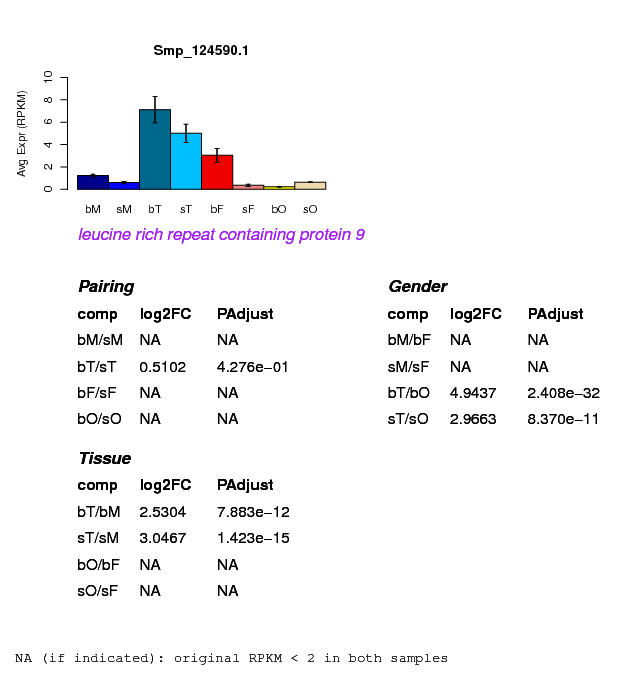 Smp_124590.1
Avg Expr (RPKM)
0 2 4 6 8 10
bM sM bT sT bF sF bO sO
leucine rich repeat containing protein 9
Pairing
comp log2FC PAdjust
bM/sM NA NA
bT/sT 0.5102 4.276e−01
bF/sF NA NA
bO/sO NA NA
Gender
comp log2FC PAdjust
bM/bF NA NA
sM/sF NA NA
bT/bO 4.9437 2.408e−32
sT/sO 2.9663 8.370e−11
Tissue
comp log2FC PAdjust
bT/bM 2.5304 7.883e−12
sT/sM 3.0467 1.423e−15
bO/bF NA NA
sO/sF NA NA
NA (if indicated): original RPKM < 2 in both samples